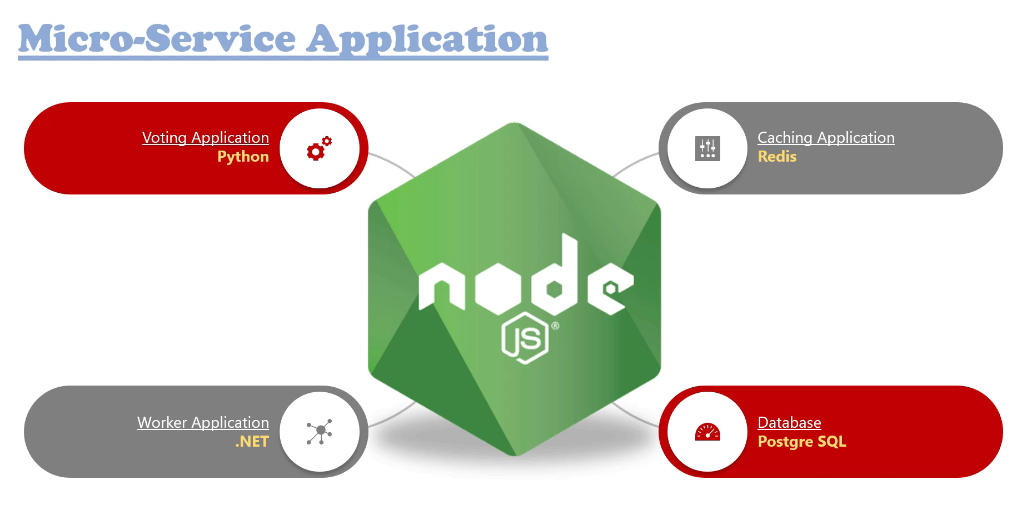 Micro-Service Application
Voting Application
Python
Caching Application
Redis
node
JS®
Worker Application
.NET
Database
Postgre SQL